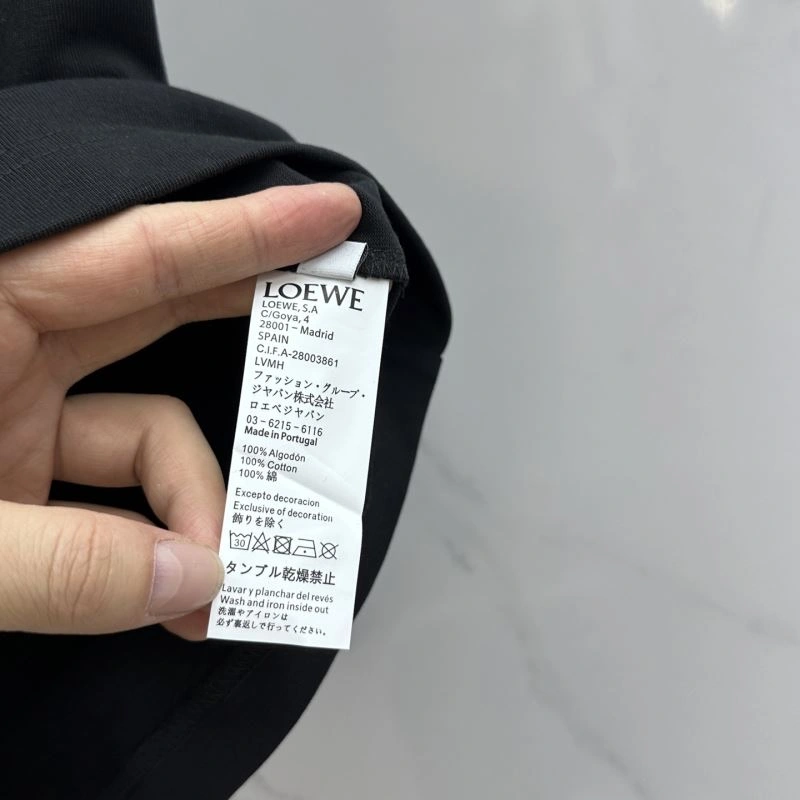 LOEWE
LOEWE, S.A
C/Goya, 4
28001 – Madrid
SPAIN
C.I.F.A-28003861
LVMH
ファッション・グループ・
ジャパン株式会社
ロエベジャパン
03 – 6215 – 6116
Made in Portugal
100% Algodón
100% Cotton
100% 綿
Excepto decoracion
Exclusive of decoration
飾りを除く
30
タンブル乾燥禁止
Lavar y planchar del revés
Wash and iron inside out
洗濯やアイロンは
必ず裏返しで行ってください。